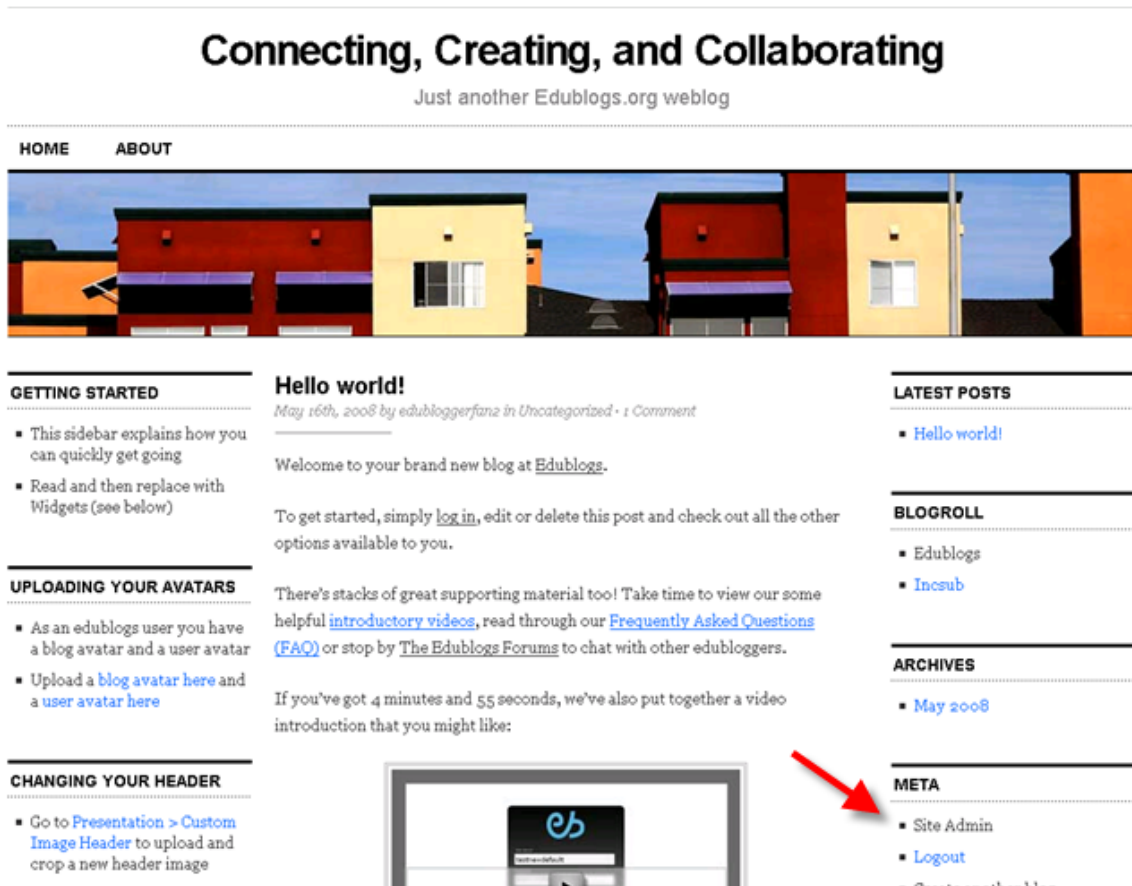 Connecting, Creating, and Collaborating
Just another Edublogs.org weblog
HOME ABOUT
GETTING STARTED
This sidebar explains how you
can quickly get going
Read and then replace with
Widgets (see below)
UPLOADING YOUR AVATARS
As an edublogs user you have
a blog avatar and a user avatar
Upload a blog avatar here and
a user avatar here
CHANGING YOUR HEADER
Go to Presentation > Custom
Image Header to upload and
crop a new header image
Hello world!
May 16th, 2008 by edubloggerfan2 in Uncategorized • 1 Comment
Welcome to your brand new blog at Edublogs.
To get started, simply log in, edit or delete this post and check out all the other
options available to you.
There's stacks of great supporting material too! Take time to view our some
helpful introductory videos, read through our Frequently Asked Questions
(FAQ) or stop by The Edublogs Forums to chat with other edubloggers.
If you've got 4 minutes and 55 seconds, we've also put together a video
introduction that you might like:
eb
LATEST POSTS
Hello world!
BLOGROLL
Edublogs
Incsub
ARCHIVES
May 2008
META
Site Admin
Logout